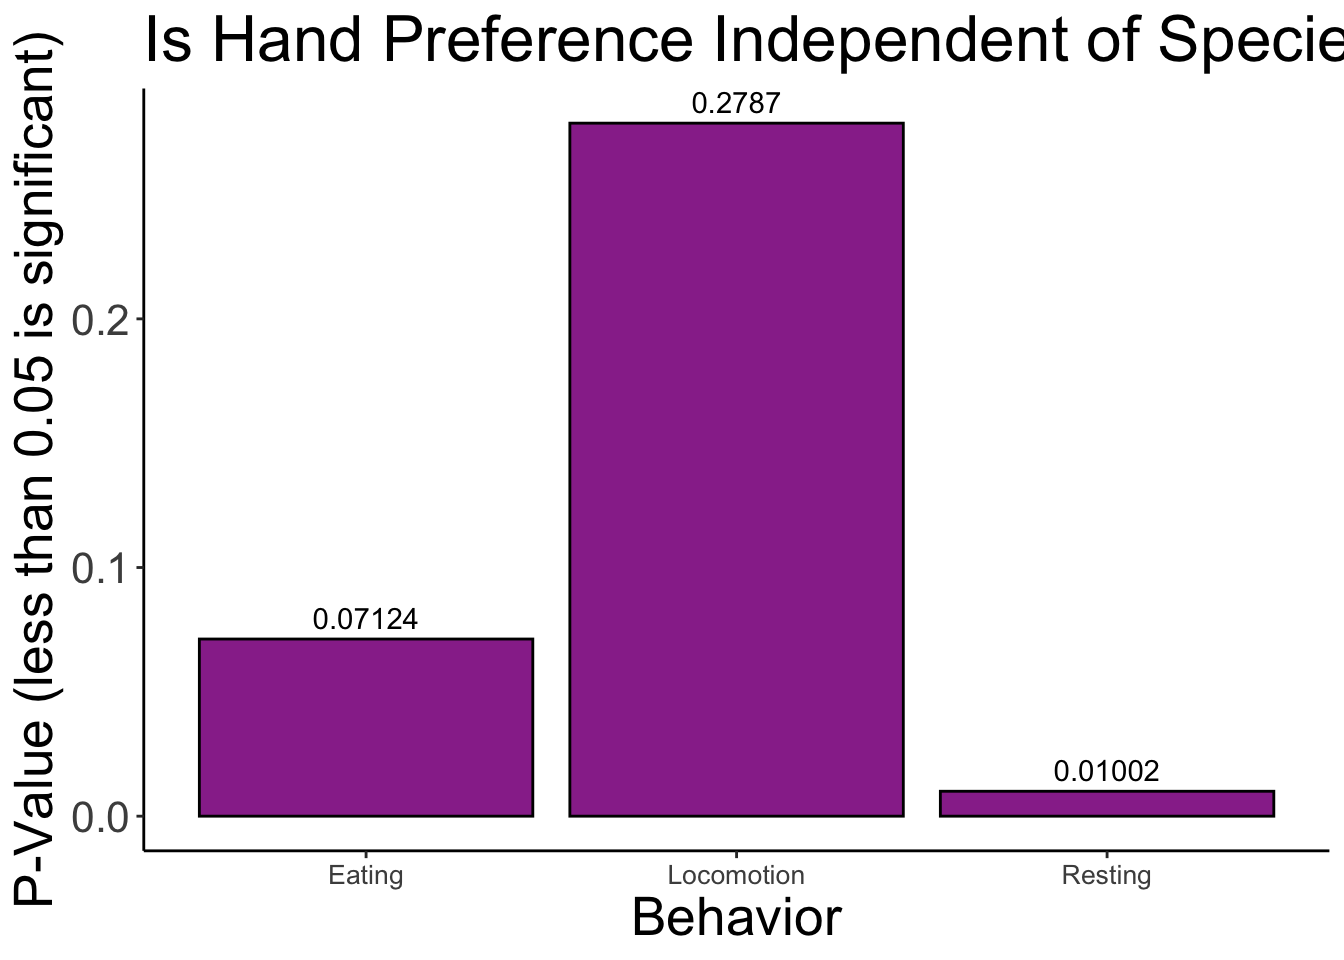 Is Hand Preference Independent of Specie
P-Value (less than 0.05 is significant)
0.2787
0.2
0.1
0.07124
0.01002
0.0
Eating
Locomotion
Resting
Behavior